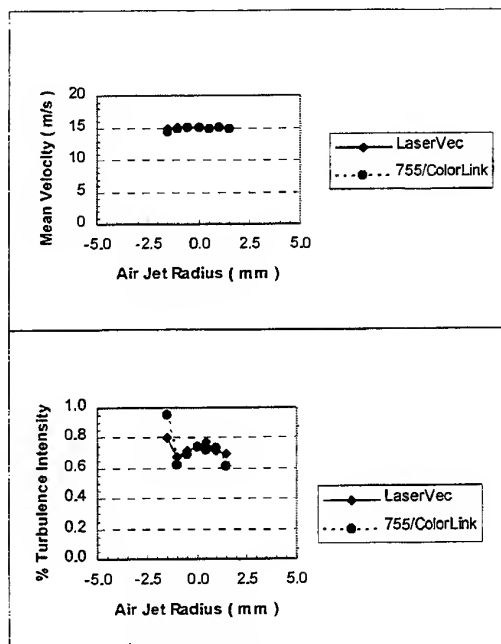 20
15
10
5
0
Mean Velocity ( m/s )
-5.0 -2.5 0.0 2.5 5.0
Air Jet Radius ( mm )
LaserVec
755/ColorLink
1.0
0.8
0.6
0.4
0.2
0.0
% Turbulence Intensity
-5.0 -2.5 0.0 2.5 5.0
Air Jet Radius ( mm )
LaserVec
755/ColorLink